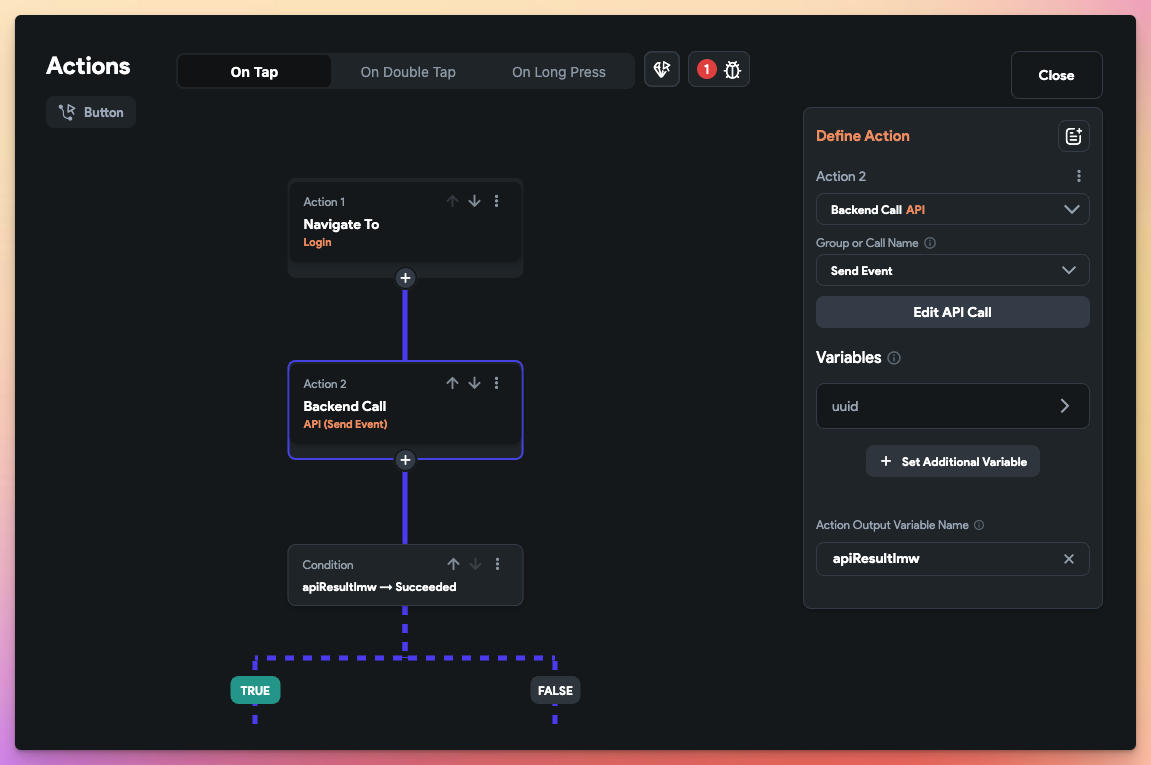 Actions
On Tap
On Double Tap
On Long Press
1
Close
Button
Action 1
Navigate To
Login
Action 2
Backend Call
API (Send Event)
Condition
apiResultlmw → Succeeded
TRUE
FALSE
Define Action
Action 2
Backend Call API
Group or Call Name
Send Event
Edit API Call
Variables
uuid
+ Set Additional Variable
Action Output Variable Name
apiResultlmw